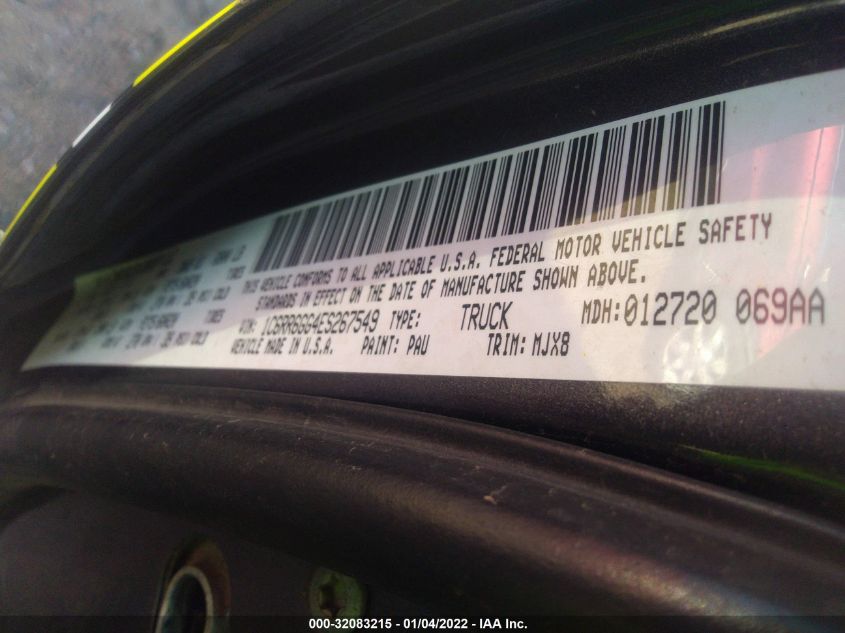 THIS VEHICLE CONFORMS TO ALL APPLICABLE U.S.A. FEDERAL MOTOR VEHICLE SAFETY
STANDARDS IN EFFECT ON THE DATE OF MANUFACTURE SHOWN ABOVE.
VIN: 1C6RR6GG4ES267549 TYPE: TRUCK MDH:012720 069AA
VEHICLE MADE IN U.S.A. PAINT: PAU TRIM: MJX8
000-32083215 - 01/04/2022 - IAA Inc.